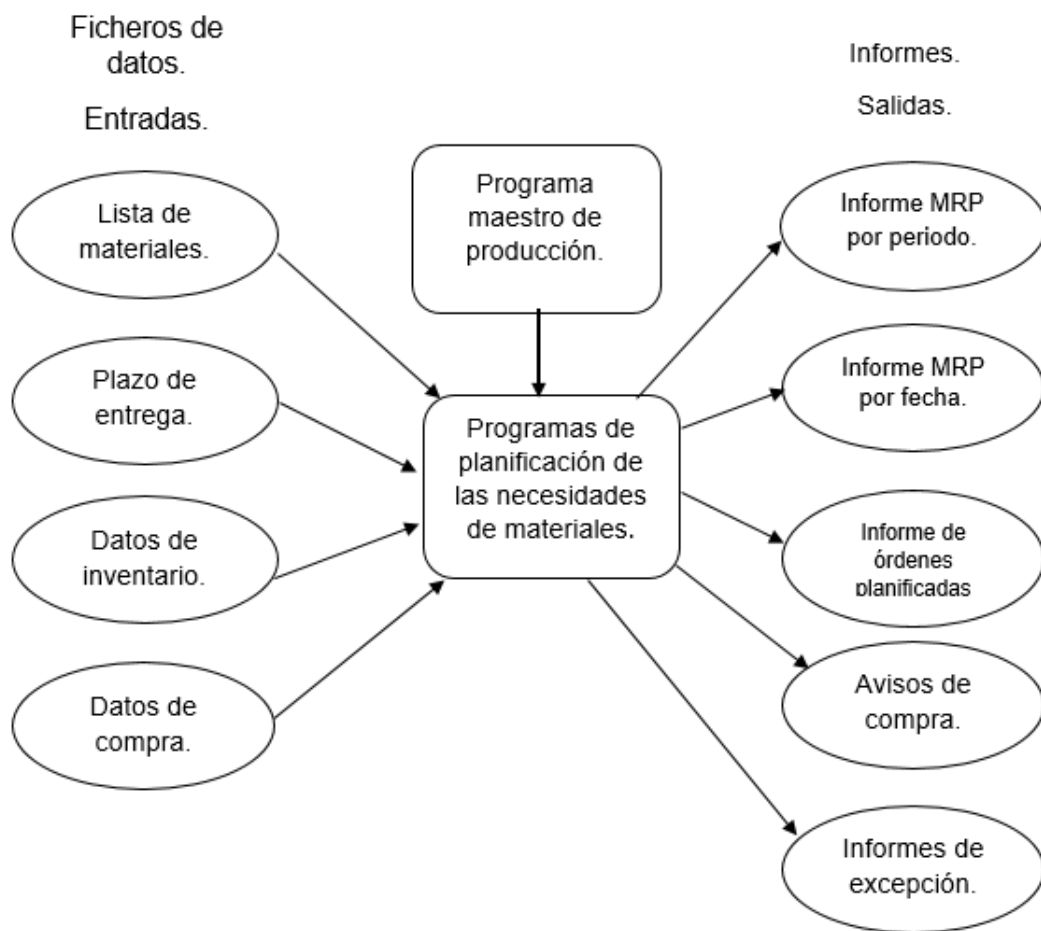 Ficheros de
datos.
Entradas.
Informes.
Salidas.
Lista de
materiales.
Plazo de
entrega.
Datos de
inventario.
Datos de
compra.
Programa
maestro de
producción.
Programas de
planificación de
las necesidades
de materiales.
Informe MRP
por periodo.
Informe MRP
por fecha.
Informe de
órdenes
planificadas
Avisos de
compra.
Informes de
excepción.